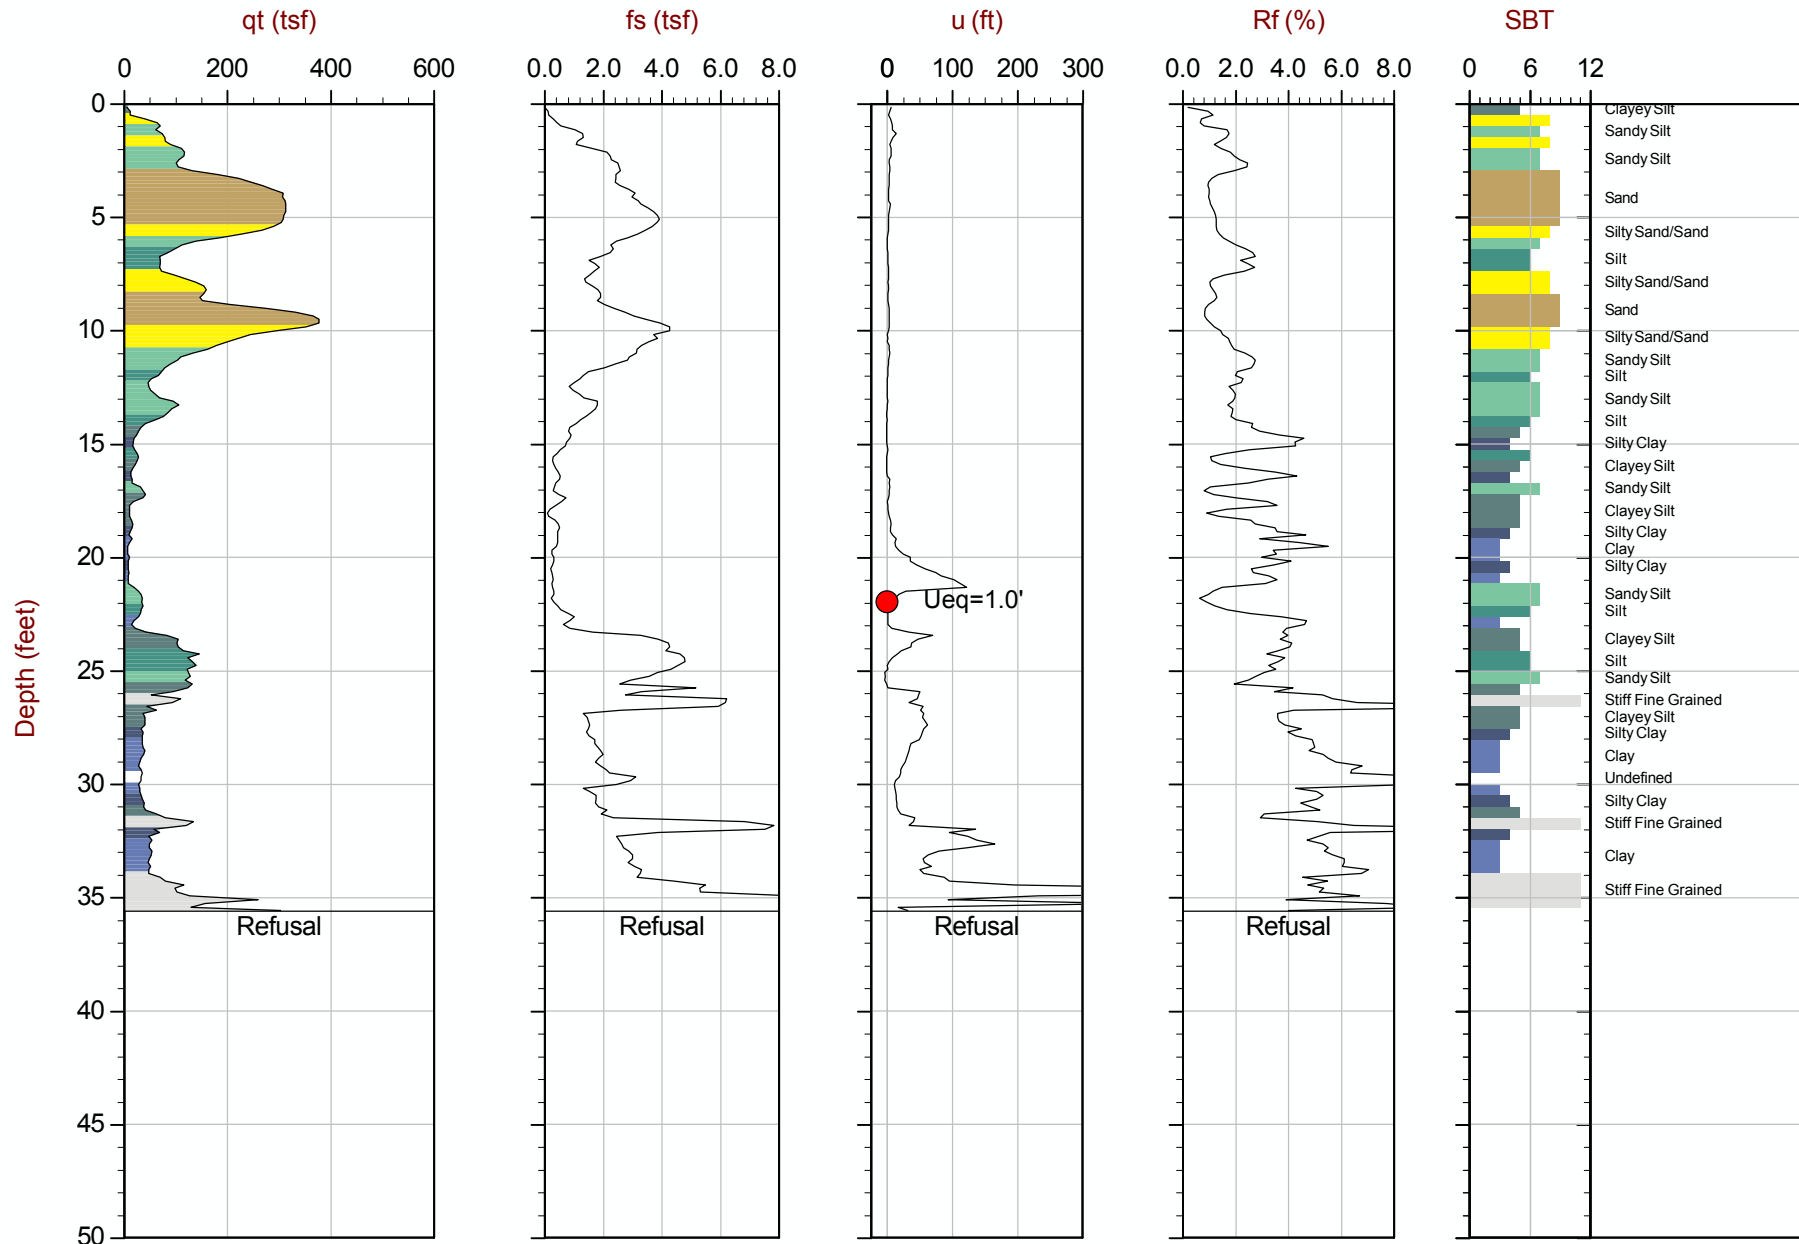 qt (tsf) fs (tsf) u (ft) Rf (%) SBT
0 200 400 600 0.0 2.0 4.0 6.0 8.0 0 100 200 300 0.0 2.0 4.0 6.0 8.0 0 6 12
0
Clayey Silt
Sandy Silt
Sandy Silt
Sand
5
Silty Sand/Sand
Silt
Silty Sand/Sand
Sand
10
Silty Sand/Sand
Sandy Silt
Silt
Sandy Silt
Silt
15 Silty Clay
Clayey Silt
Sandy Silt
Clayey Silt
Silty Clay
Clay
20
Silty Clay
Sandy Silt
Ueq=1.0'
Silt
Clayey Silt
Silt
25
Sandy Silt
Stiff Fine Grained
Clayey Silt
Silty Clay
Clay
Undefined
30
Silty Clay
Stiff Fine Grained
Clay
Stiff Fine Grained
35
Refusal Refusal Refusal Refusal
40
45
50
Depth (feet)